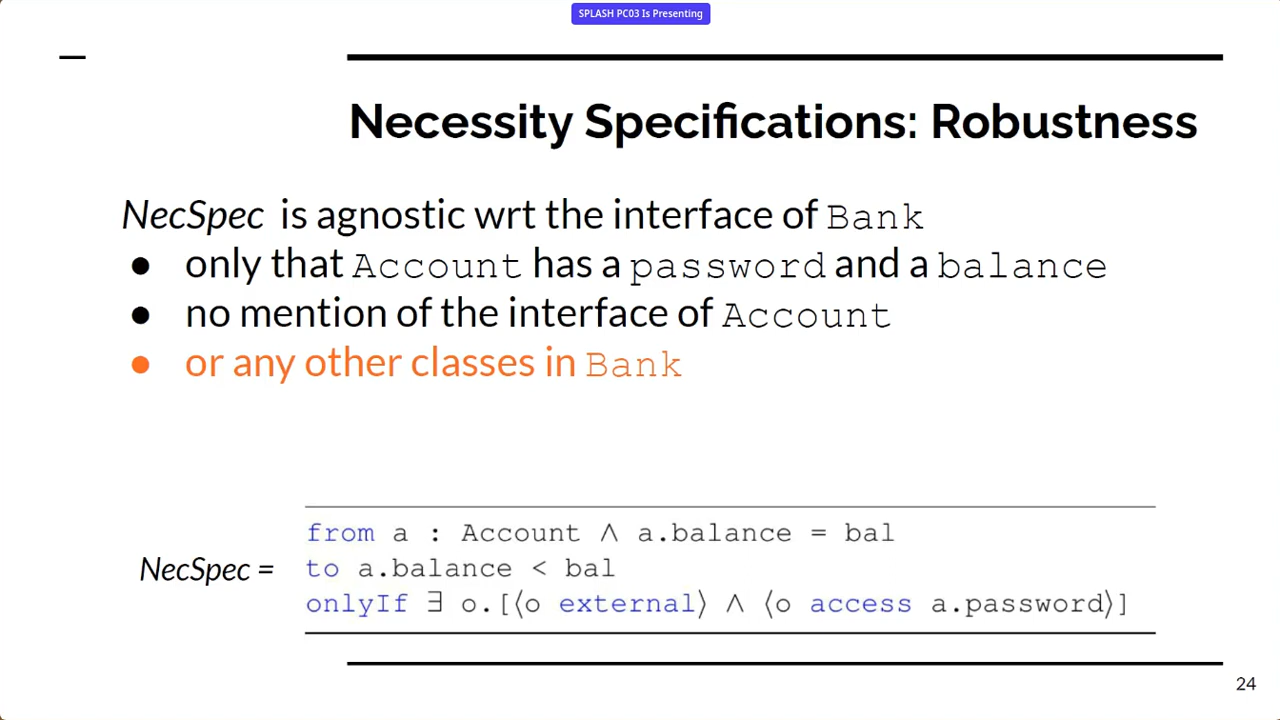 SPLASH PC03 Is Presenting
Necessity Specifications: Robustness
NecSpec is agnostic wrt the interface of Bank
● only that Account has a password and a balance
● no mention of the interface of Account
● or any other classes in Bank
from a : Account ∧ a.balance = bal
NecSpec = to a.balance < bal
onlyIf ∃ o.[⟨o external⟩ ∧ ⟨o access a.password⟩]
24